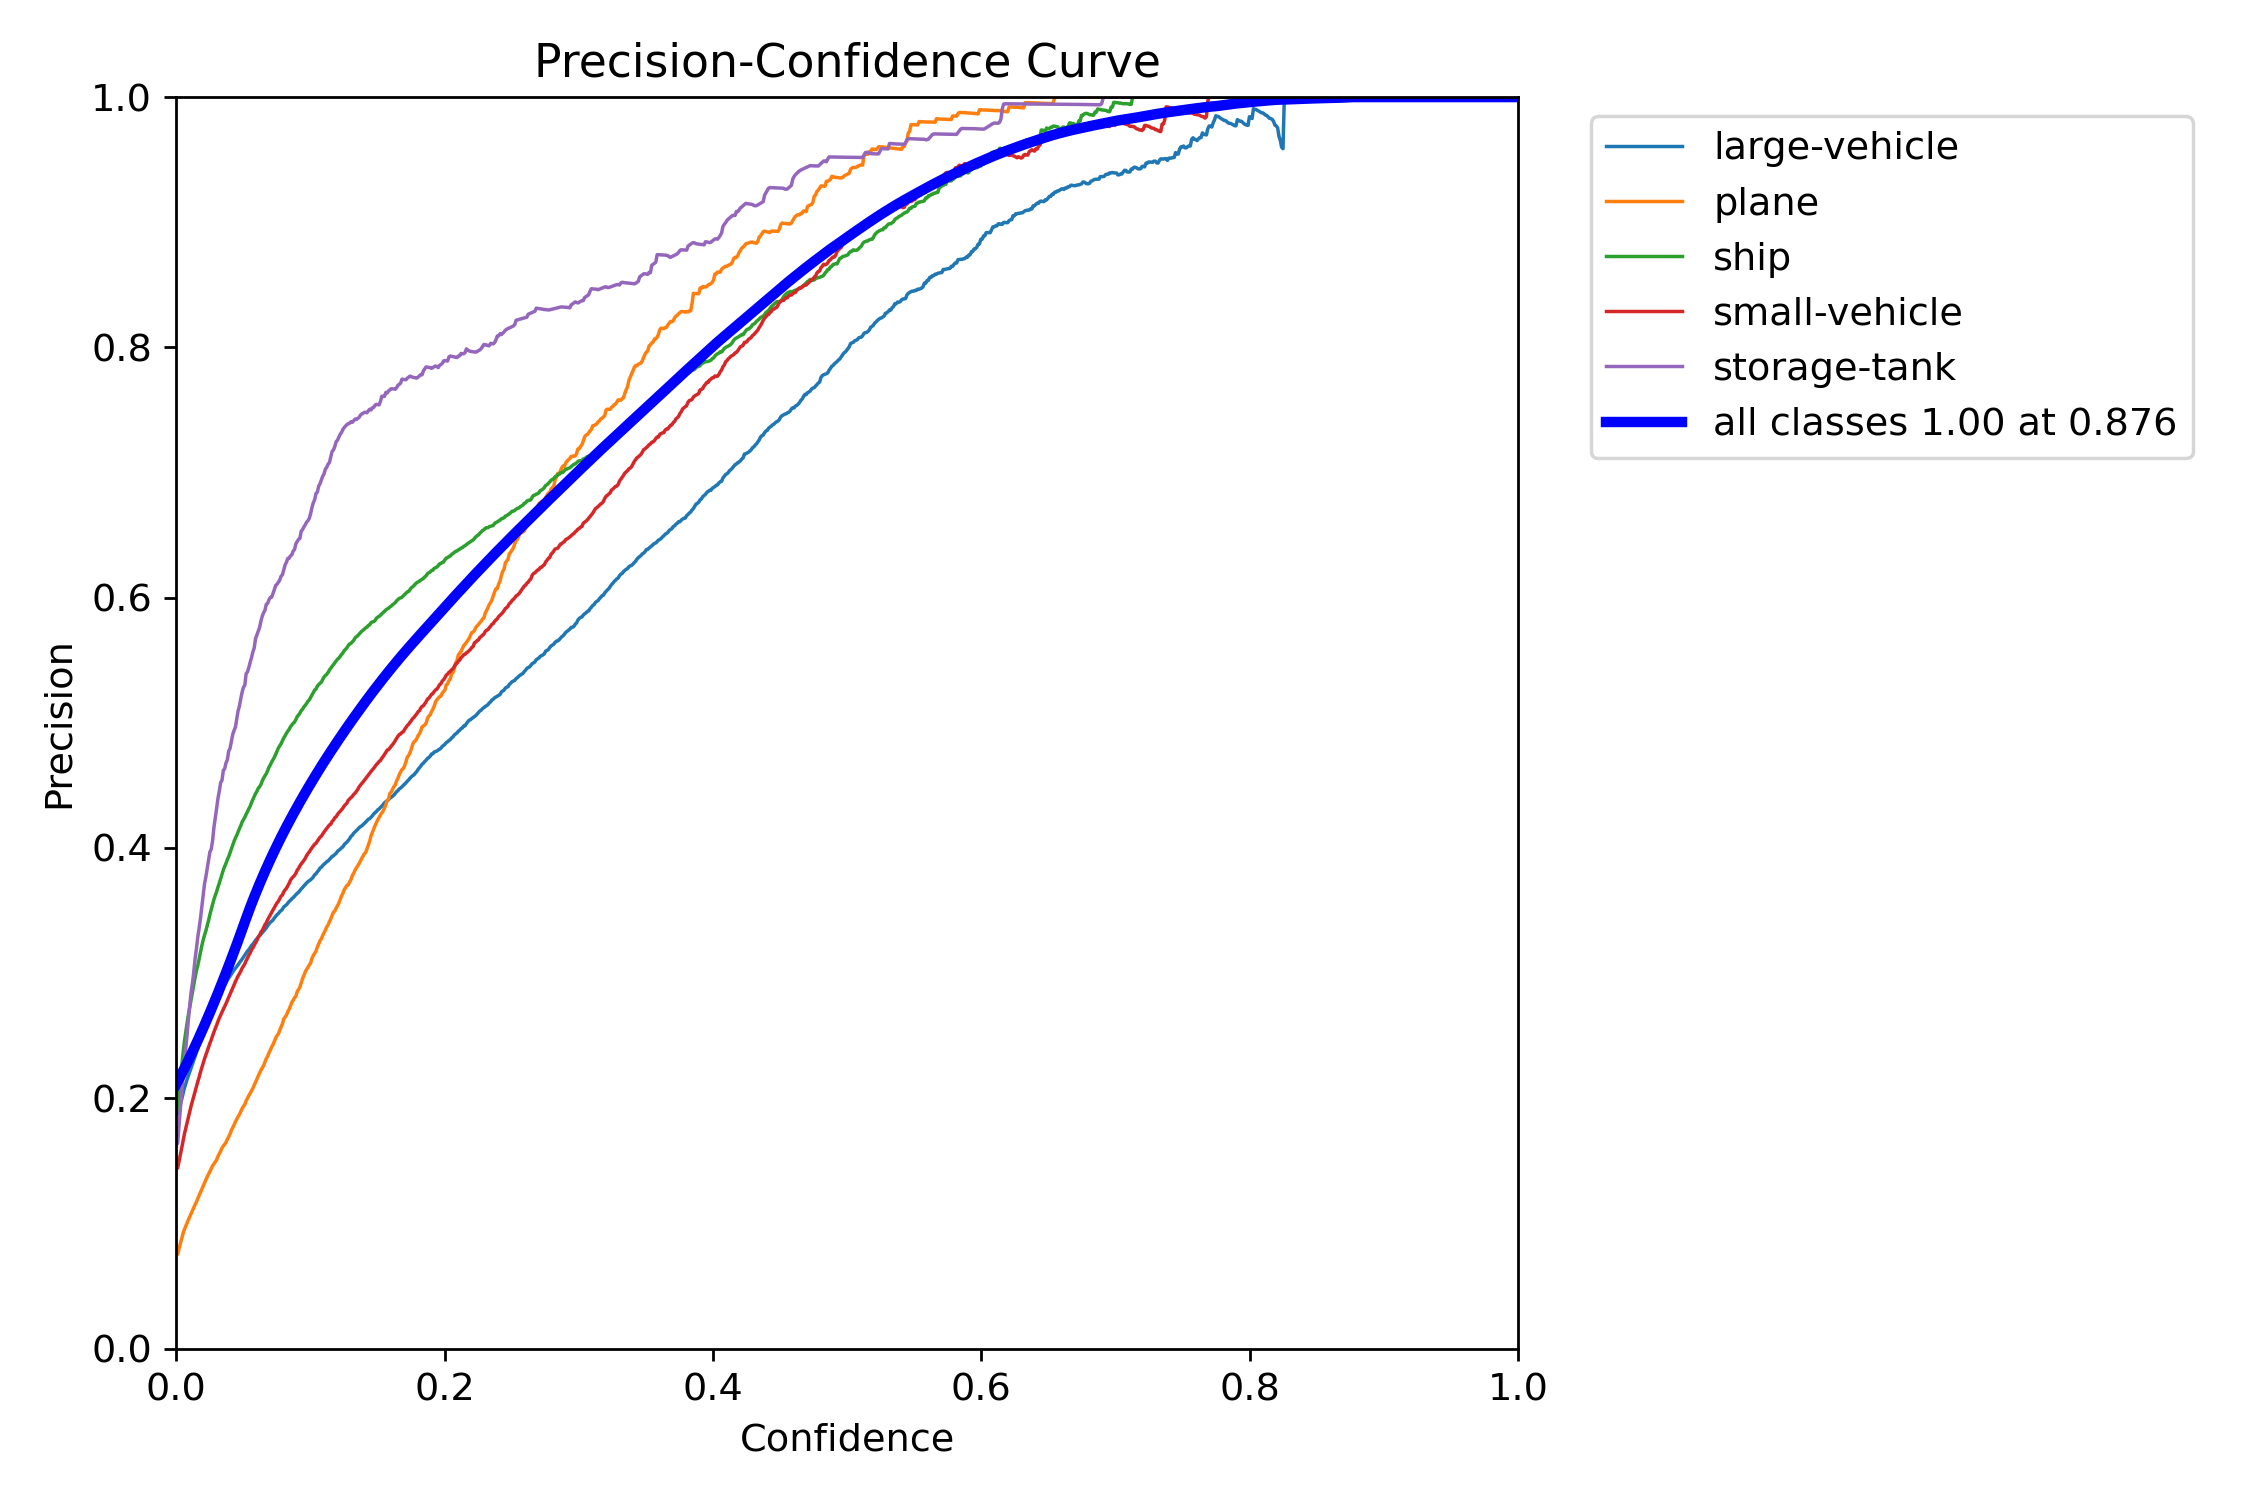 Precision-Confidence Curve
1.0
0.8
0.6
0.4
0.2
0.0
Precision
0.0 0.2 0.4 0.6 0.8 1.0
Confidence
large-vehicle
plane
ship
small-vehicle
storage-tank
all classes 1.00 at 0.876